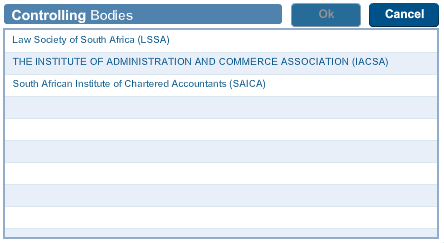 Controlling Bodies
Ok
Cancel
Law Society of South Africa (LSSA)
THE INSTITUTE OF ADMINISTRATION AND COMMERCE ASSOCIATION (IACSA)
South African Institute of Chartered Accountants (SAICA)